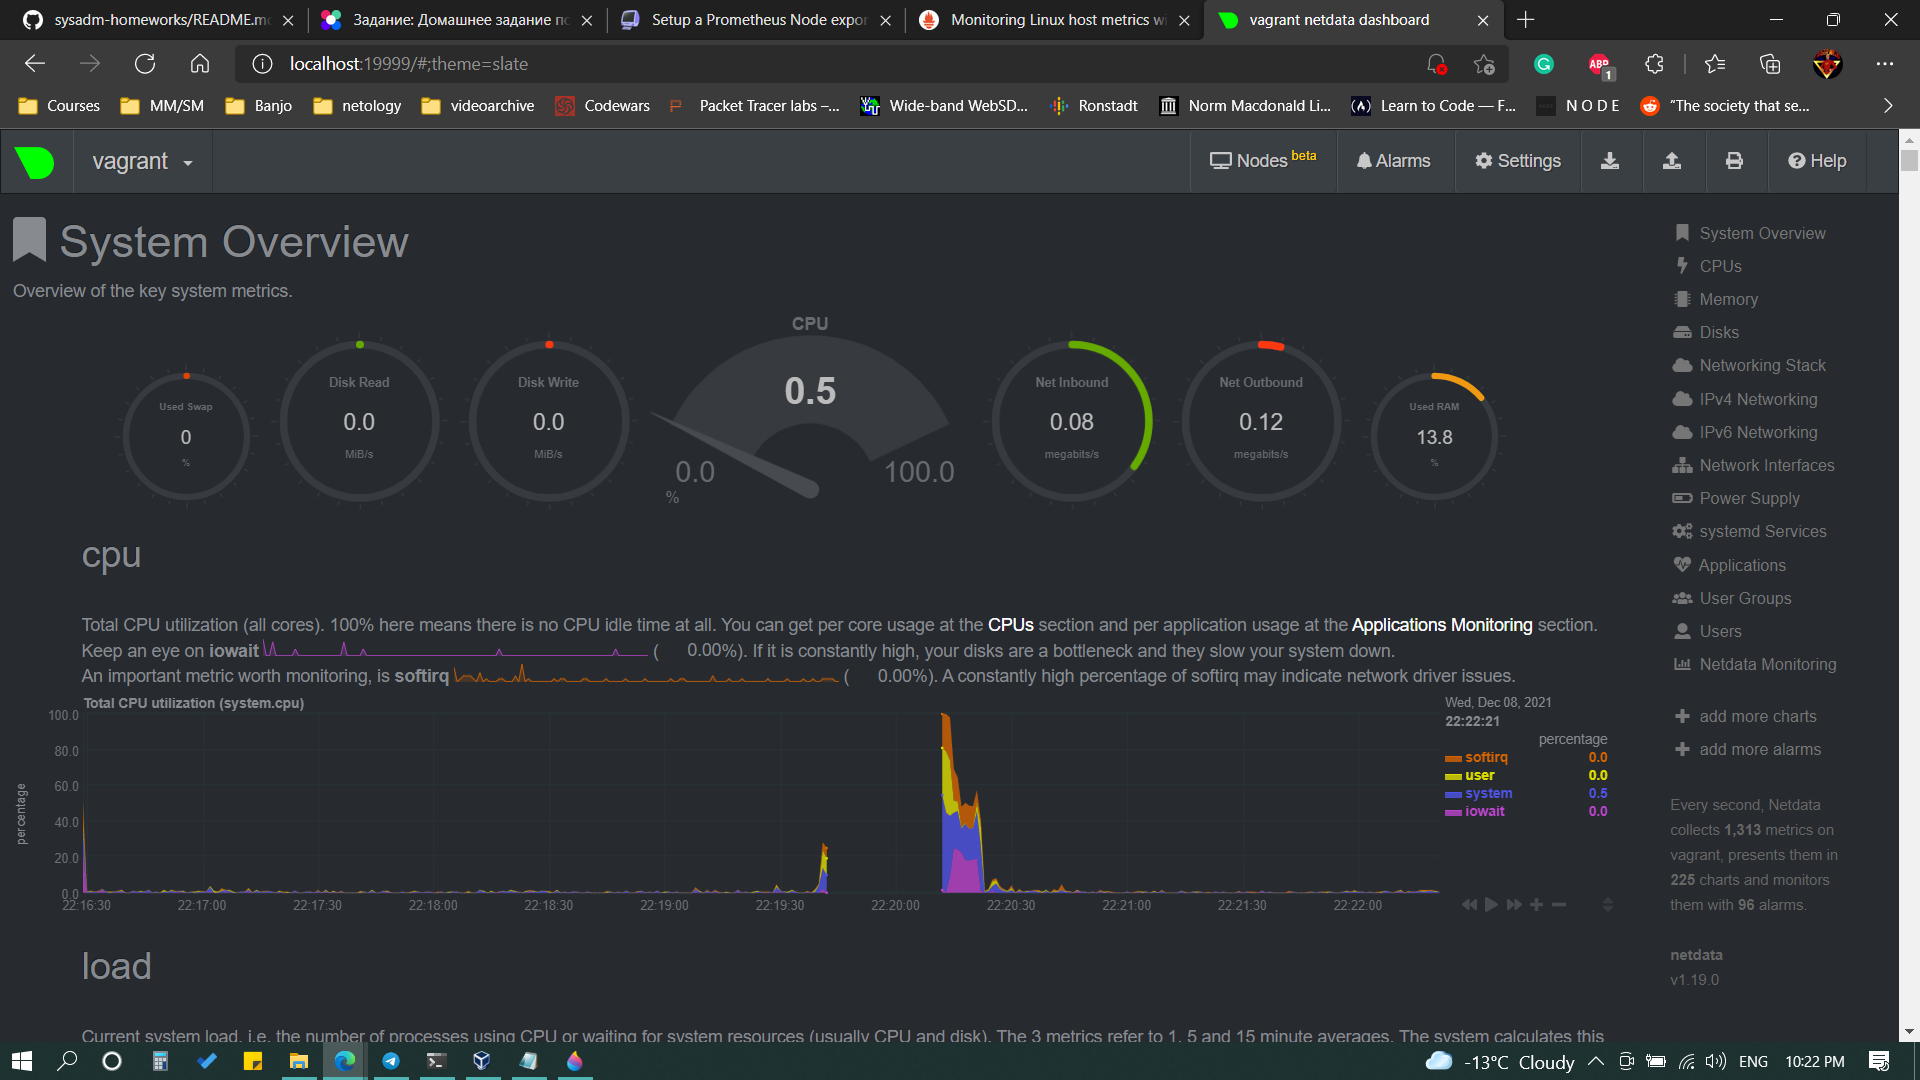 sysadm-homeworks/README.mc
Задание: Домашнее задание по
Setup a Prometheus Node expor
Monitoring Linux host metrics wi
vagrant netdata dashboard
localhost:19999/#;theme=slate
ABP
1
Courses
MM/SM
Banjo
netology
videoarchive
Codewars
Packet Tracer labs –...
Wide-band WebSD...
Ronstadt
Norm Macdonald Li...
Learn to Code — F...
N O D E
"The society that se...
vagrant
Nodes beta
Alarms
Settings
Help
System Overview
Overview of the key system metrics.
Used Swap
0
%
Disk Read
0.0
MiB/s
Disk Write
0.0
MiB/s
CPU
0.5
0.0
100.0
%
Net Inbound
0.08
megabits/s
Net Outbound
0.12
megabits/s
Used RAM
13.8
%
cpu
Total CPU utilization (all cores). 100% here means there is no CPU idle time at all. You can get per core usage at the CPUs section and per application usage at the Applications Monitoring section.
Keep an eye on iowait ( 0.00%). If it is constantly high, your disks are a bottleneck and they slow your system down.
An important metric worth monitoring, is softirq ( 0.00%). A constantly high percentage of softirq may indicate network driver issues.
Total CPU utilization (system.cpu)
percentage
100.0
80.0
60.0
40.0
20.0
0.0
22:16:30
22:17:00
22:17:30
22:18:00
22:18:30
22:19:00
22:19:30
22:20:00
22:20:30
22:21:00
22:21:30
22:22:00
Wed, Dec 08, 2021
22:22:21
percentage
softirq 0.0
user 0.0
system 0.5
iowait 0.0
load
Current system load, i.e. the number of processes using CPU or waiting for system resources (usually CPU and disk). The 3 metrics refer to 1, 5 and 15 minute averages. The system calculates this
System Overview
CPUs
Memory
Disks
Networking Stack
IPv4 Networking
IPv6 Networking
Network Interfaces
Power Supply
systemd Services
Applications
User Groups
Users
Netdata Monitoring
add more charts
add more alarms
Every second, Netdata
collects 1,313 metrics on
vagrant, presents them in
225 charts and monitors
them with 96 alarms.
netdata
v1.19.0
-13°C Cloudy
ENG
10:22 PM